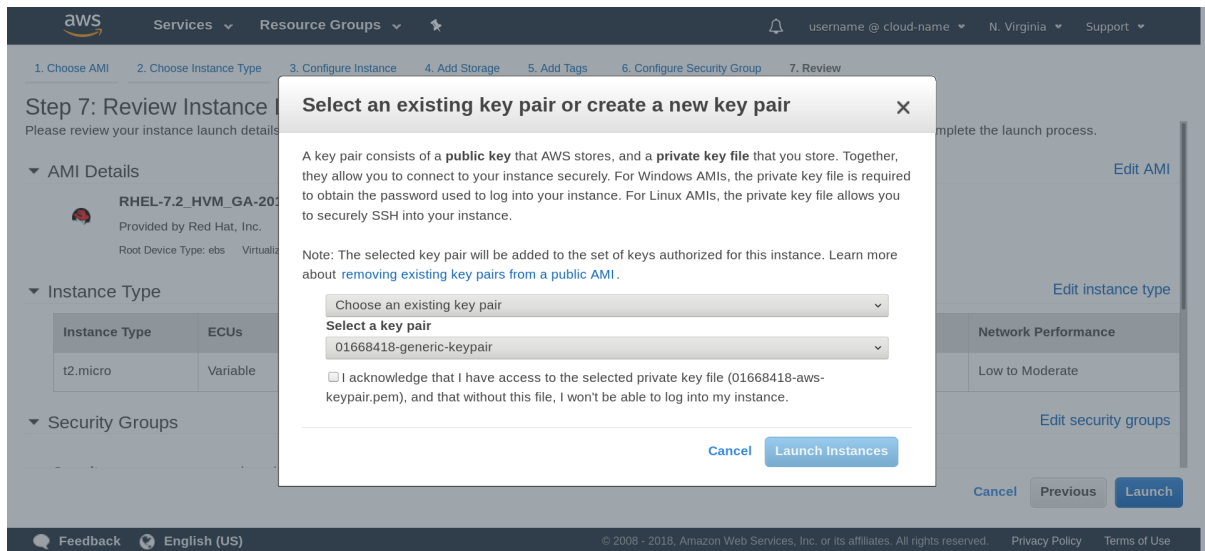 aws
Services Resource Groups username @ cloud-name N. Virginia Support
1. Choose AMI 2. Choose Instance Type 3. Configure Instance 4. Add Storage 5. Add Tags 6. Configure Security Group 7. Review
Step 7: Review Instance
Please review your instance launch details mplete the launch process.
AMI Details Edit AMI
RHEL-7.2_HVM_GA-201
Provided by Red Hat, Inc.
Root Device Type: ebs Virtualiz
Instance Type Edit instance type
Instance Type ECUs Network Performance
t2.micro Variable Low to Moderate
Security Groups Edit security groups
Cancel Previous Launch
Select an existing key pair or create a new key pair
A key pair consists of a public key that AWS stores, and a private key file that you store. Together,
they allow you to connect to your instance securely. For Windows AMIs, the private key file is required
to obtain the password used to log into your instance. For Linux AMIs, the private key file allows you
to securely SSH into your instance.
Note: The selected key pair will be added to the set of keys authorized for this instance. Learn more
about removing existing key pairs from a public AMI.
Choose an existing key pair
Select a key pair
01668418-generic-keypair
I acknowledge that I have access to the selected private key file (01668418-aws-
keypair.pem), and that without this file, I won't be able to log into my instance.
Cancel Launch Instances
Feedback English (US) © 2008 - 2018, Amazon Web Services, Inc. or its affiliates. All rights reserved. Privacy Policy Terms of Use